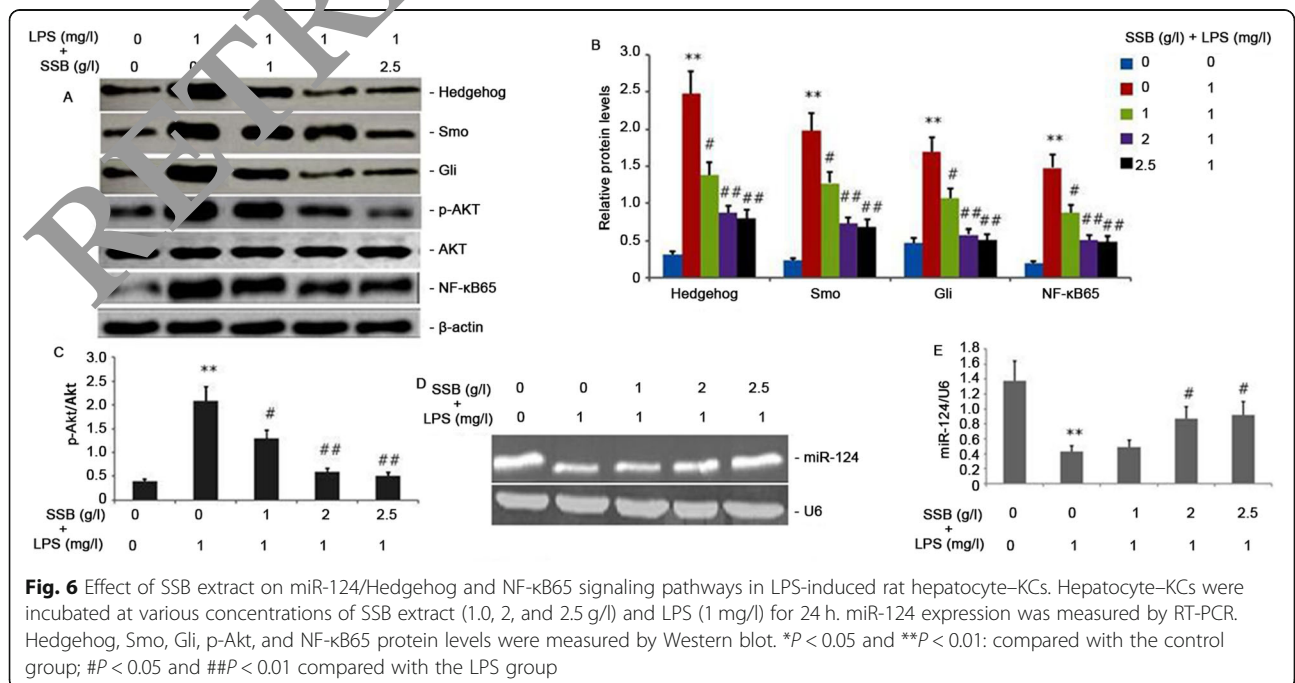 RETR
LPS (mg/l) 0 1 1 1 1
+
SSB (g/l) 0 1 2.5
A
- Hedgehog
- Smo
- Gli
- p-AKT
- AKT
- NF-κB65
- β-actin
B
Relative protein levels
3.0
2.5
2.0
1.5
1.0
0.5
0
** # ## ##
** # ## ##
** # ## ##
** # ## ##
Hedgehog Smo Gli NF-κB65
SSB (g/l) + LPS (mg/l)
0 0
0 1
1 1
2 1
2.5 1
C
p-Akt/Akt
3.0
2.5
2.0
1.5
1.0
0.5
0
** # ## ##
SSB (g/l) 0 0 1 2 2.5
+
LPS (mg/l) 0 1 1 1 1
D SSB (g/l) 0 0 1 2 2.5
+
LPS (mg/l) 0 1 1 1 1
- miR-124
- U6
E
miR-124/U6
1.8
1.6
1.4
1.2
1.0
0.8
0.6
0.4
0.2
0
** # #
SSB (g/l) 0 0 1 2 2.5
+
LPS (mg/l) 0 1 1 1 1
Fig. 6 Effect of SSB extract on miR-124/Hedgehog and NF-κB65 signaling pathways in LPS-induced rat hepatocyte–KCs. Hepatocyte–KCs were
incubated at various concentrations of SSB extract (1.0, 2, and 2.5 g/l) and LPS (1 mg/l) for 24 h. miR-124 expression was measured by RT-PCR.
Hedgehog, Smo, Gli, p-Akt, and NF-κB65 protein levels were measured by Western blot. *P < 0.05 and **P < 0.01: compared with the control
group; #P < 0.05 and ##P < 0.01 compared with the LPS group